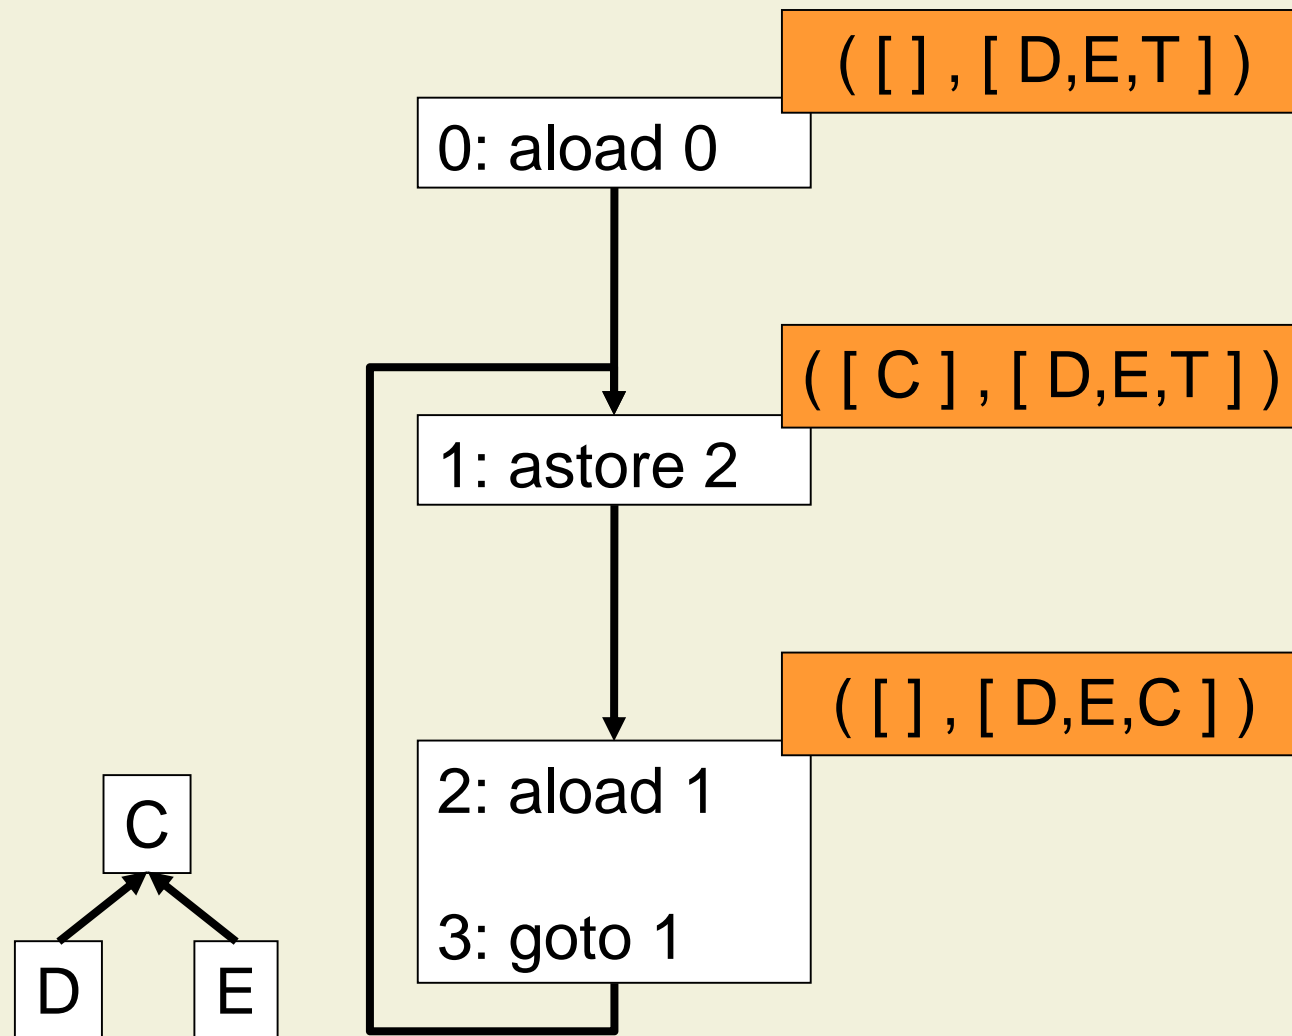 ( [ ] , [ D,E,T ] )
0: aload 0
( [ C ] , [ D,E,T ] )
1: astore 2
( [ ] , [ D,E,C ] )
2: aload 1
3: goto 1
C
D
E